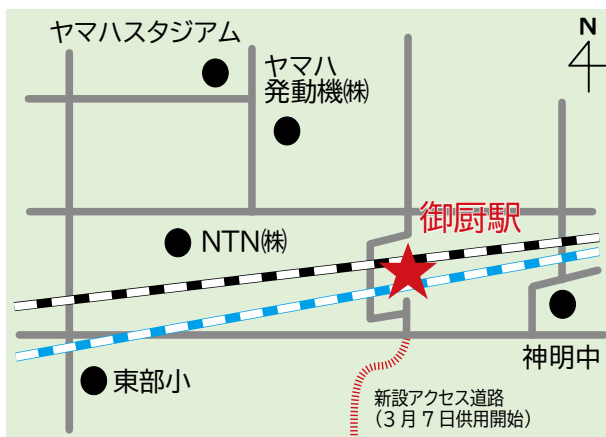 ヤマハスタジアム
N
ヤマハ
発動機㈱
御厨駅
NTN㈱
神明中
東部小
新設アクセス道路
(3月7日供用開始)